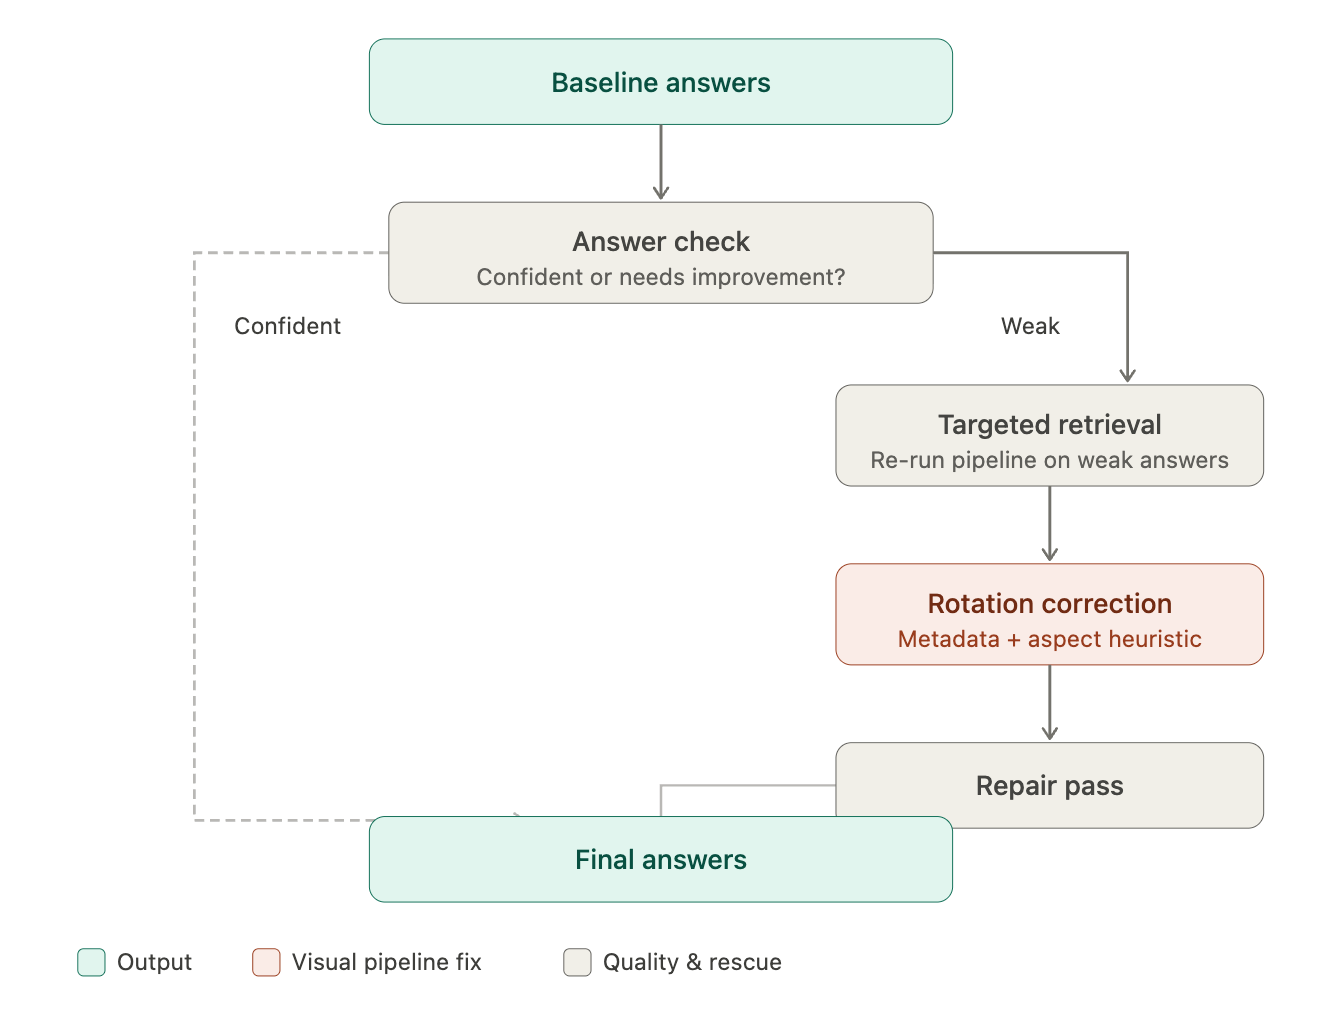 Baseline answers
Answer check
Confident or needs improvement?
Confident
Weak
Targeted retrieval
Re-run pipeline on weak answers
Rotation correction
Metadata + aspect heuristic
Repair pass
Final answers
Output
Visual pipeline fix
Quality & rescue